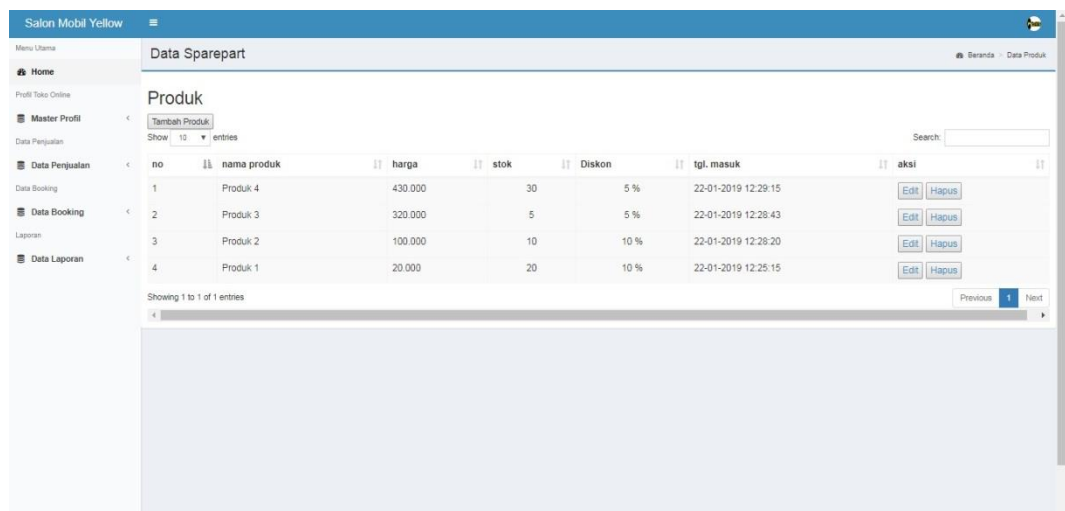 Salon Mobil Yellow
Menu Utama
Home
Profil Toko Online
Master Profil
Data Penjualan
Data Penjualan
Data Booking
Data Booking
Laporan
Data Laporan
Data Sparepart
Beranda > Data Produk
Produk
Tambah Produk
Show 10 entries
Search:
no nama produk harga stok Diskon tgl. masuk aksi
1 Produk 4 430.000 30 5 % 22-01-2019 12:29:15 Edit Hapus
2 Produk 3 320.000 5 5 % 22-01-2019 12:28:43 Edit Hapus
3 Produk 2 100.000 10 10 % 22-01-2019 12:28:20 Edit Hapus
4 Produk 1 20.000 20 10 % 22-01-2019 12:25:15 Edit Hapus
Showing 1 to 1 of 1 entries
Previous 1 Next